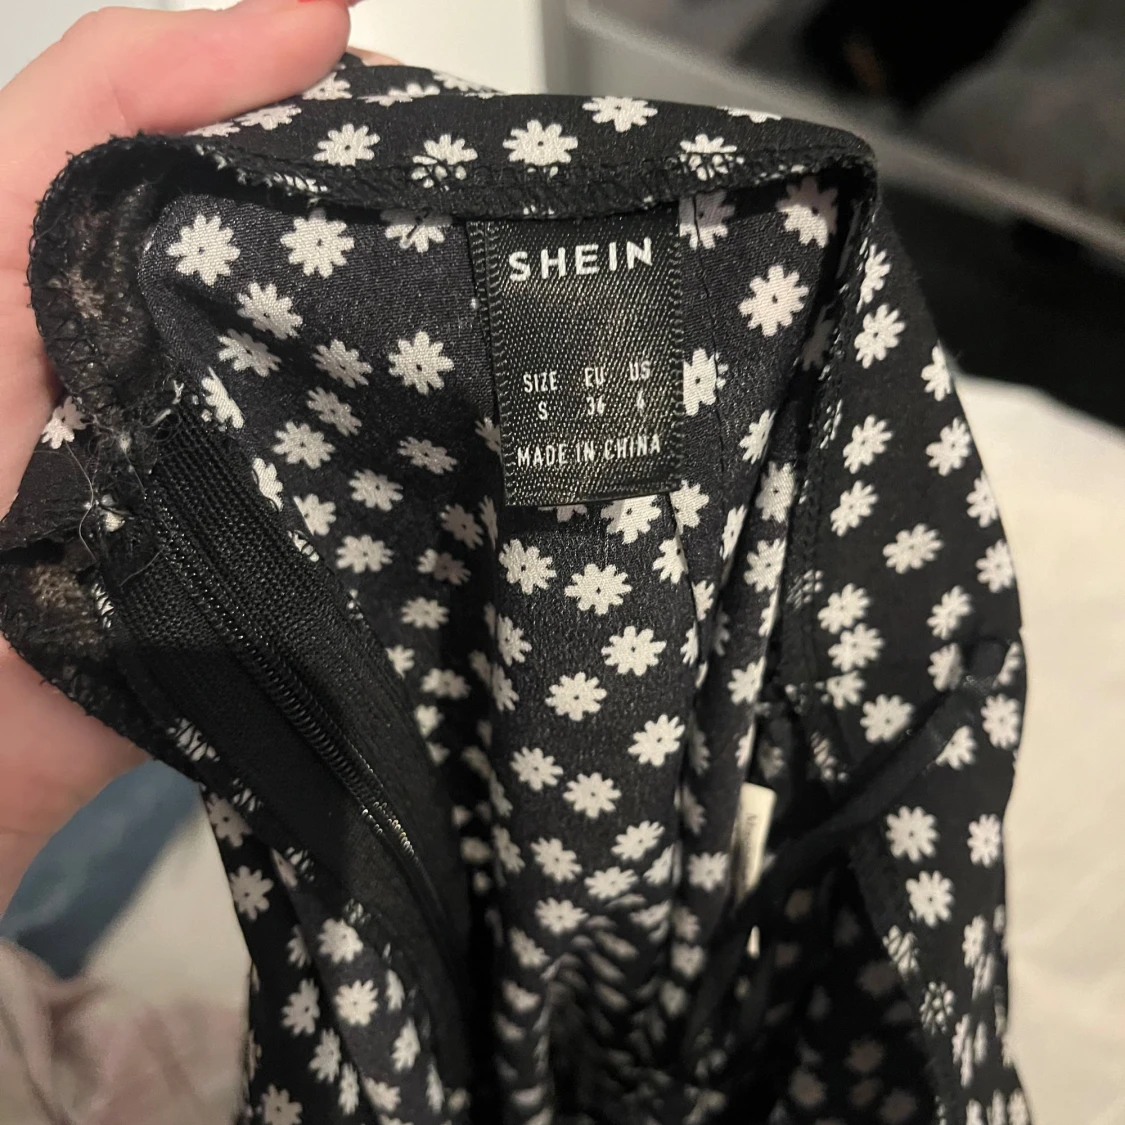 SHEIN
SIZE EU US
S 36 4
MADE IN CHINA